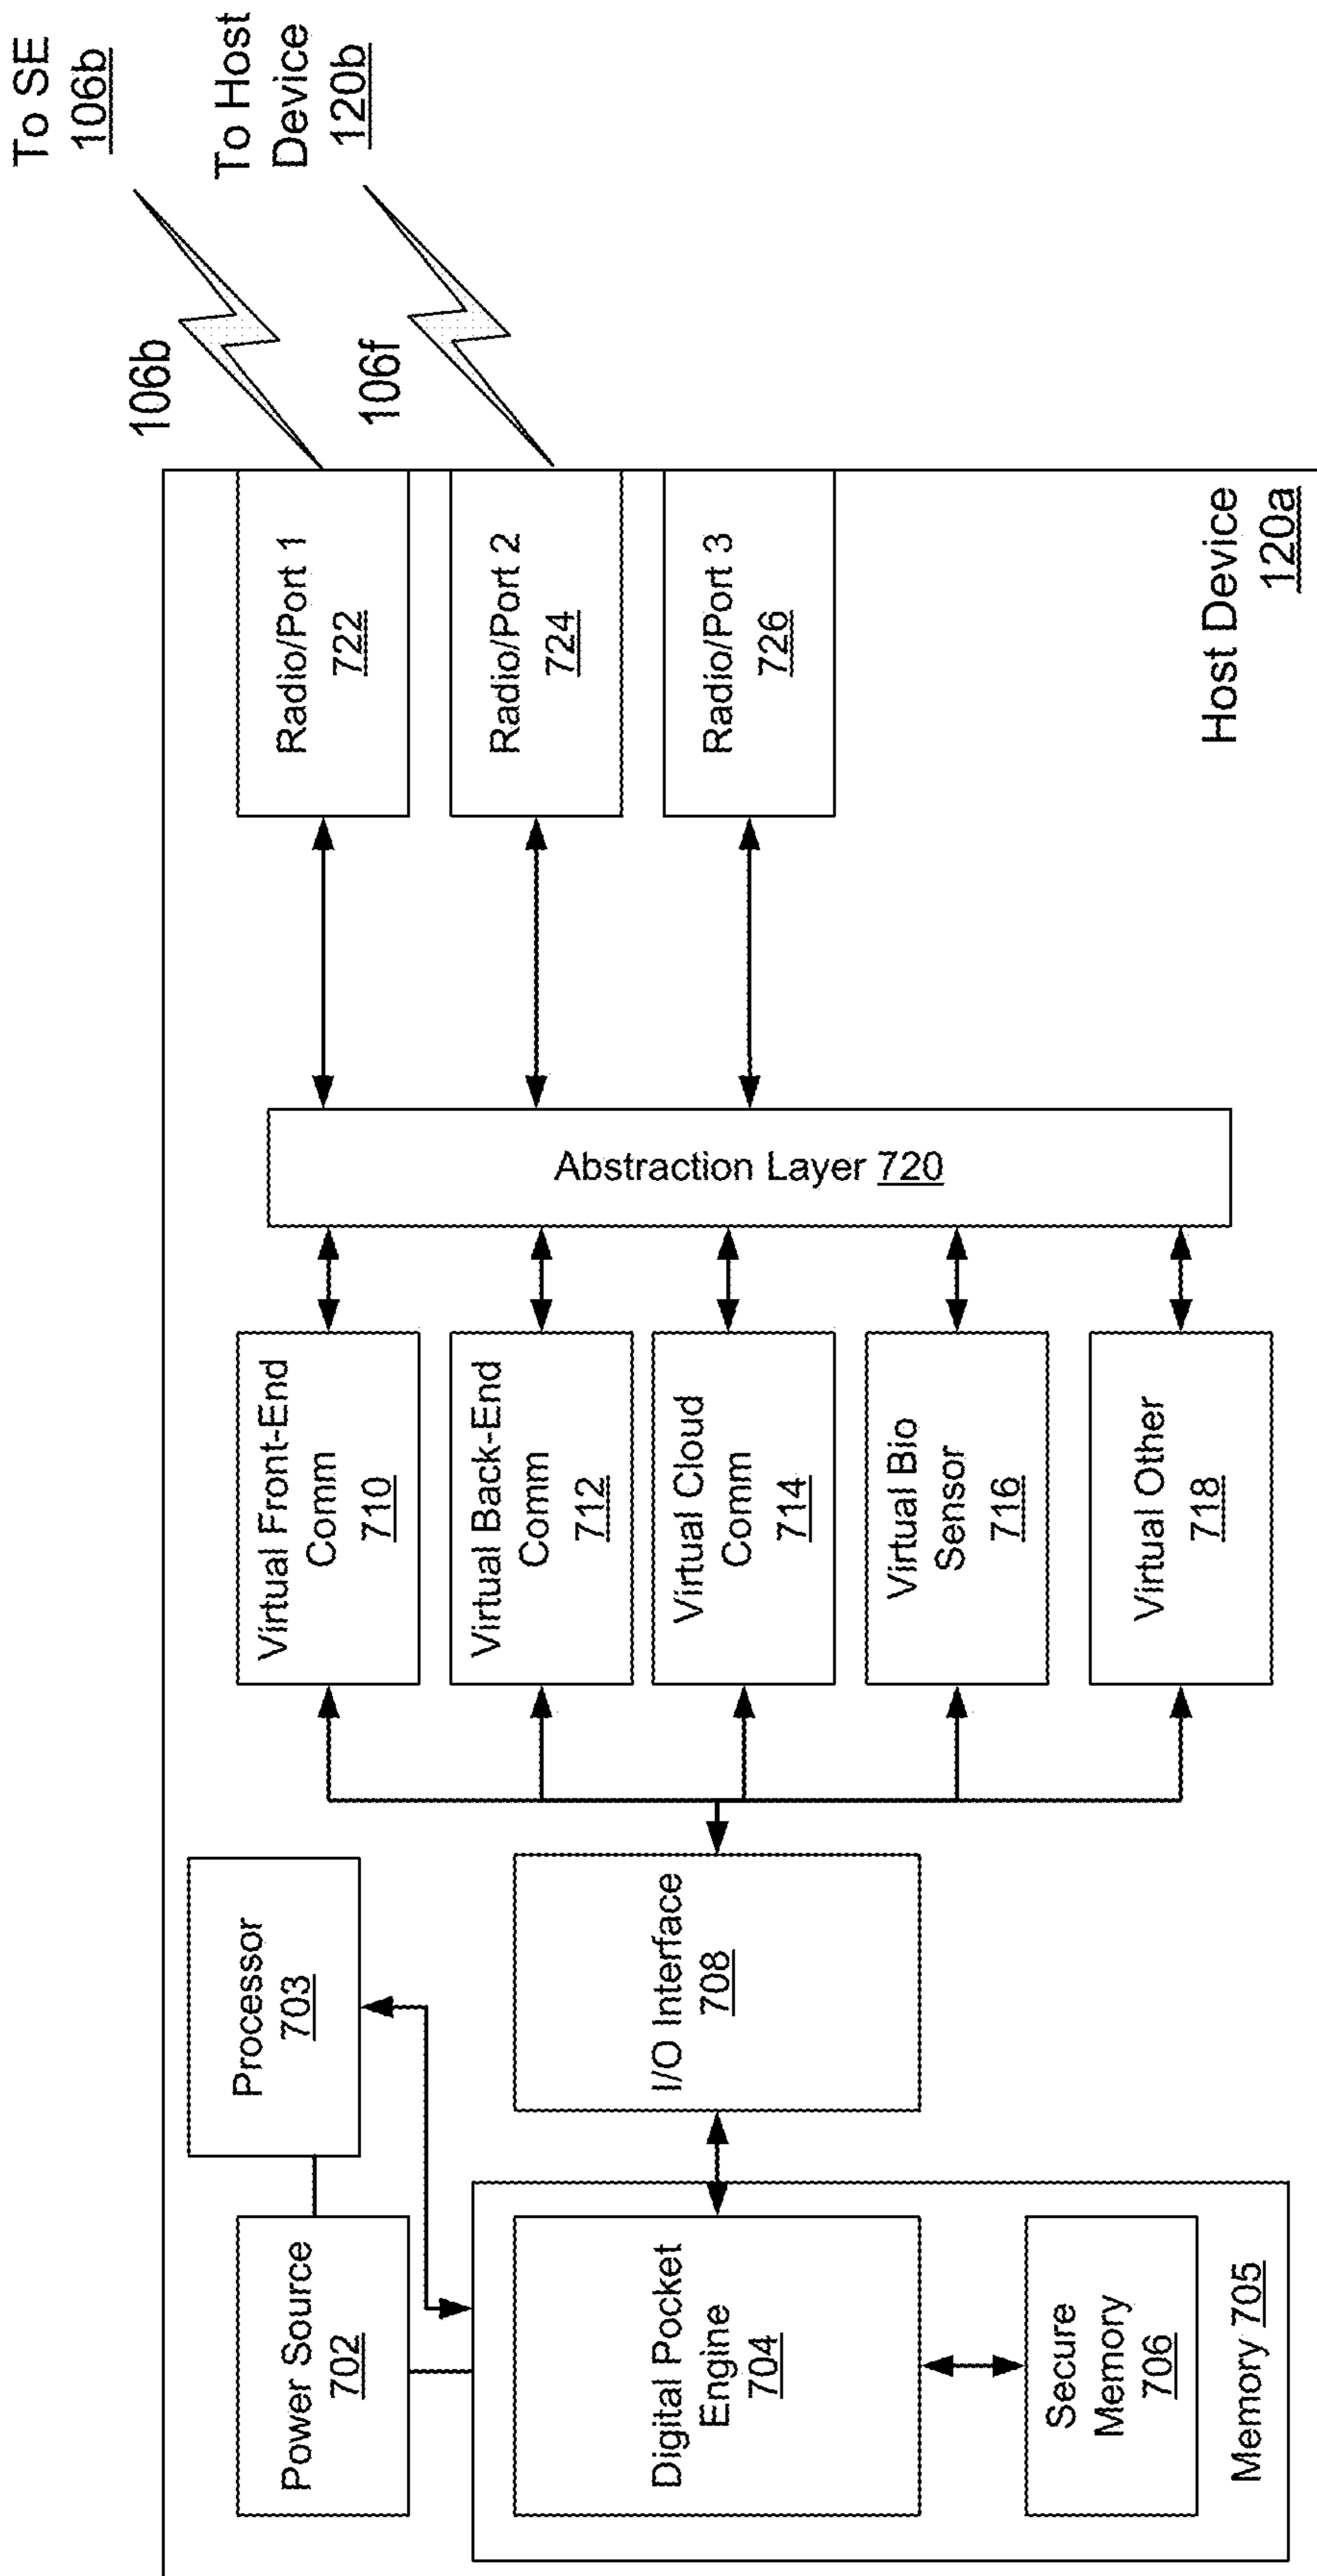 Power Source
702
Processor
703
Digital Pocket
Engine
704
Secure
Memory
706
Memory 705
I/O Interface
708
Virtual Front-End
Comm
710
Virtual Back-End
Comm
712
Virtual Cloud
Comm
714
Virtual Bio
Sensor
716
Virtual Other
718
Abstraction Layer 720
Radio/Port 1
722
Radio/Port 2
724
Radio/Port 3
726
Host Device
120a
106b
106f
To SE
106b
To Host
Device
120b